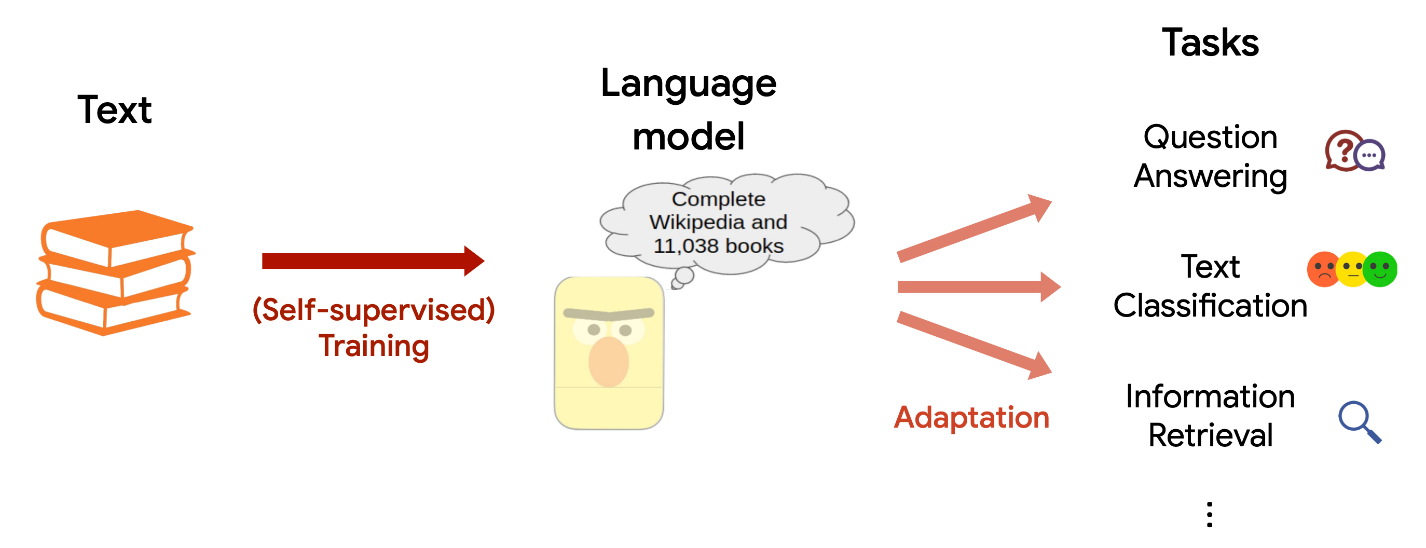 Text
(Self-supervised)
Training
Language
model
Complete
Wikipedia and
11,038 books
Adaptation
Tasks
Question
Answering
Text
Classification
Information
Retrieval
⋮